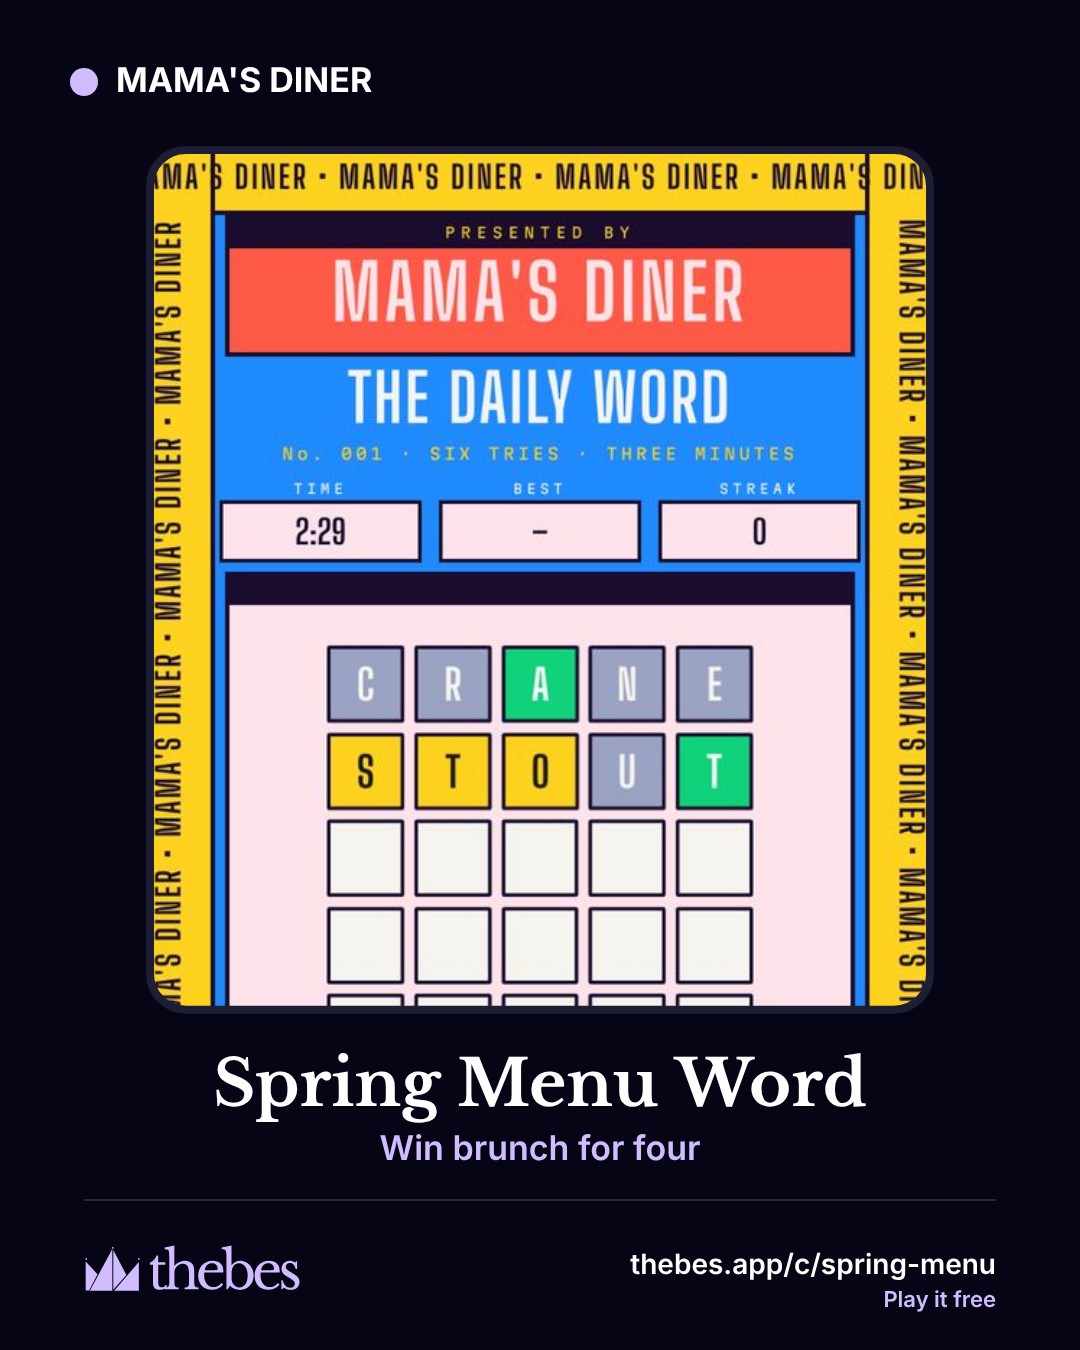 MAMA'S DINER
MAMA'S DINER · MAMA'S DINER · MAMA'S DINER · MAMA'S DIN
MAMA'S DINER · MAMA'S DINER · MAMA'S DINER · MAMA'S DINER
PRESENTED BY
MAMA'S DINER
THE DAILY WORD
No. 001 · SIX TRIES · THREE MINUTES
TIME BEST STREAK
2:29 – 0
C R A N E
S T O U T
MAMA'S DINER · MAMA'S DINER · MAMA'S DINER · MAMA'S D
Spring Menu Word
Win brunch for four
thebes
thebes.app/c/spring-menu
Play it free